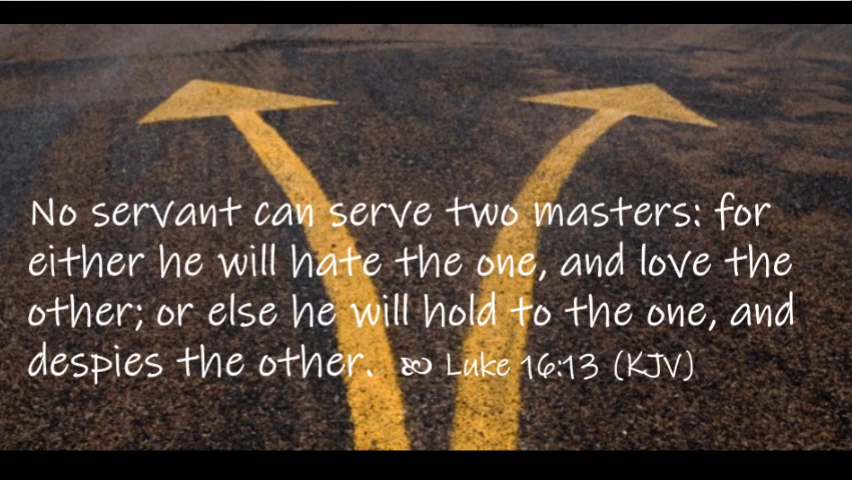 No servant can serve two masters: for
either he will hate the one, and love the
other; or else he will hold to the one, and
despies the other. Luke 16:13 (KJV)